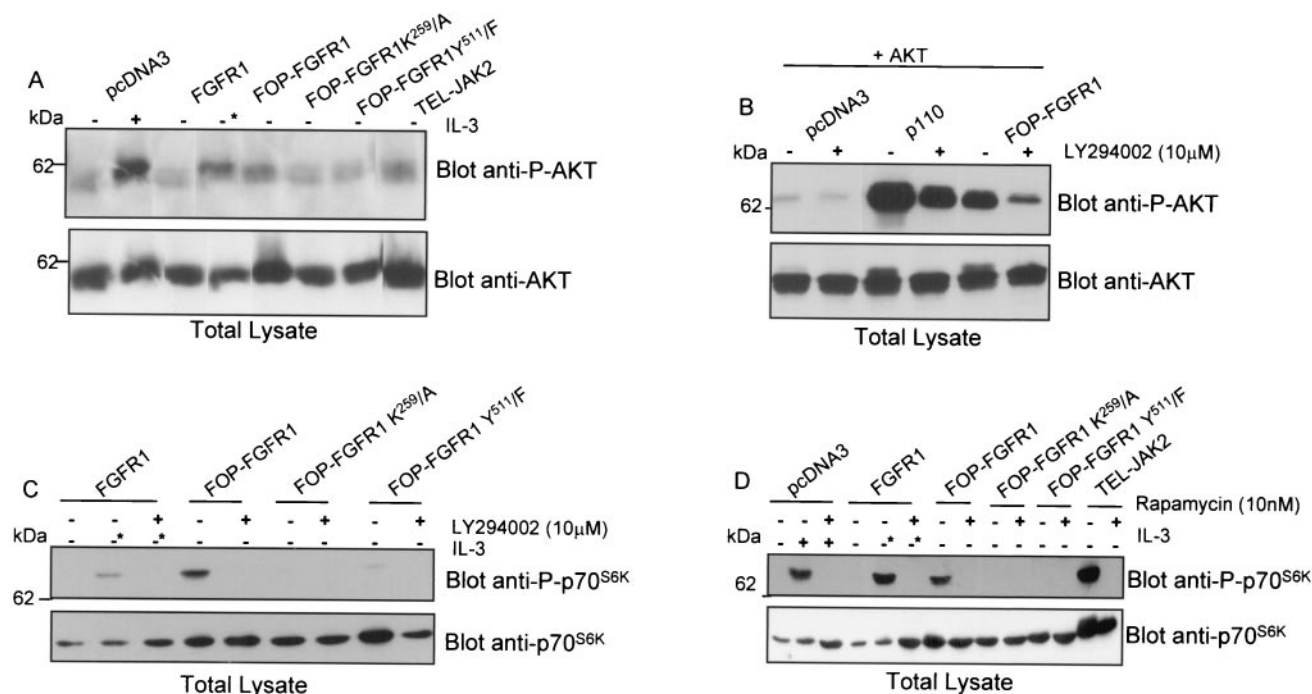 A
pcDNA3 FGFR1 FOP-FGFR1 FOP-FGFR1K²⁵⁹/A FOP-FGFR1Y⁵¹¹/F TEL-JAK2
kDa - + - -* - - - - IL-3
62 Blot anti-P-AKT
62 Blot anti-AKT
Total Lysate
B
+ AKT
pcDNA3 p110 FOP-FGFR1
kDa - + - + - + LY294002 (10µM)
62 Blot anti-P-AKT
Blot anti-AKT
Total Lysate
C
FGFR1 FOP-FGFR1 FOP-FGFR1 K²⁵⁹/A FOP-FGFR1 Y⁵¹¹/F
- - + - + - + - + LY294002 (10µM)
kDa - -* -* - - - - - - IL-3
Blot anti-P-p70ˢ⁶ᴷ
62
Blot anti-p70ˢ⁶ᴷ
Total Lysate
D
pcDNA3 FGFR1 FOP-FGFR1 FOP-FGFR1 K²⁵⁹/A FOP-FGFR1 Y⁵¹¹/F TEL-JAK2
- - + - - + - + - + - + - + Rapamycin (10nM)
kDa - + + - -* -* - - - - - - - - IL-3
62 Blot anti-P-p70ˢ⁶ᴷ
Blot anti-p70ˢ⁶ᴷ
Total Lysate